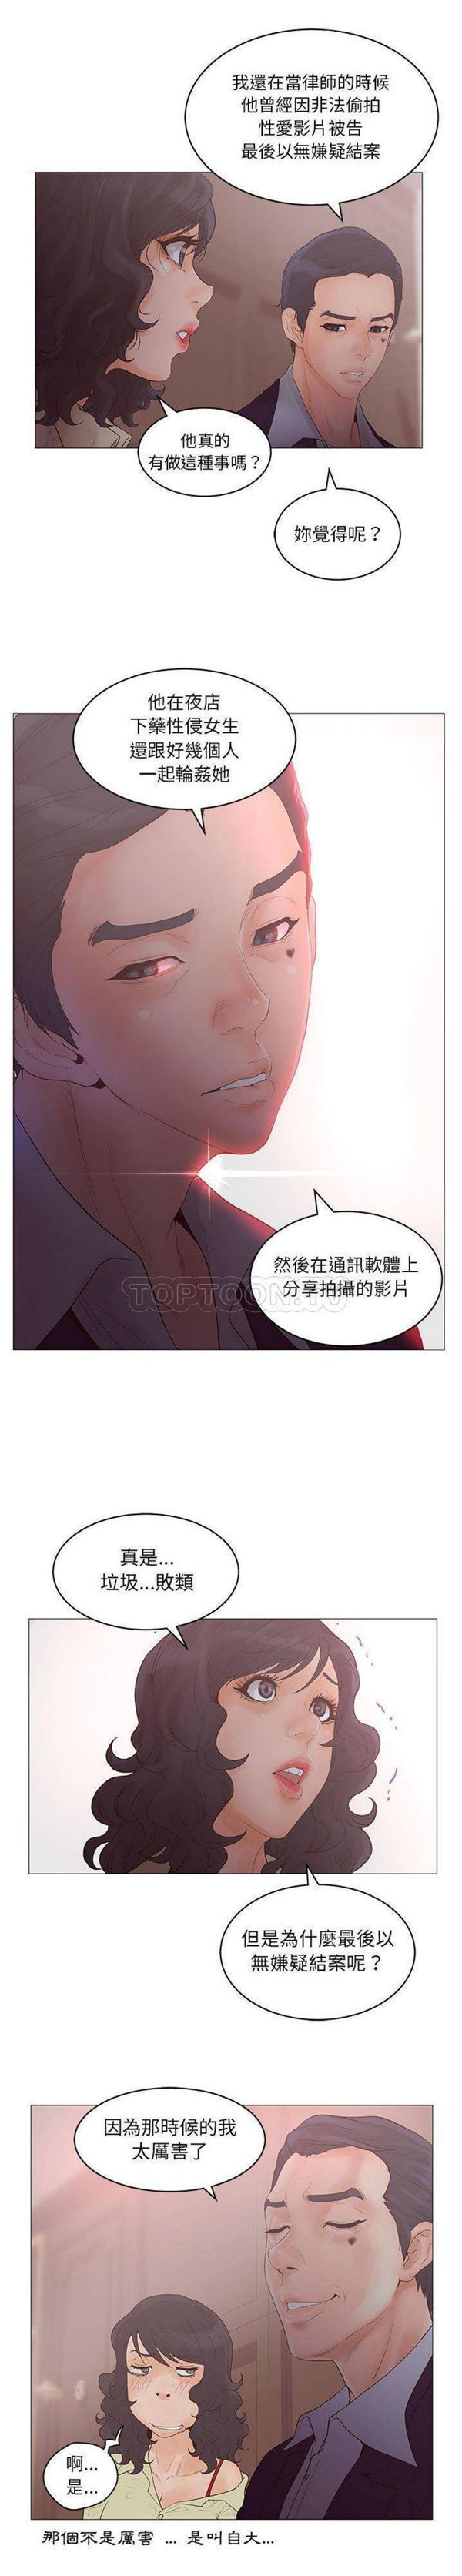 我還在當律師的時候
他曾經因非法偷拍
性愛影片被告
最後以無嫌疑結案
他真的
有做這種事嗎？
妳覺得呢？
他在夜店
下藥性侵女生
還跟好幾個人
一起輪姦她
然後在通訊軟體上
分享拍攝的影片
TOPTOON.TV
真是...
垃圾...敗類
但是為什麼最後以
無嫌疑結案呢？
因為那時候的我
太厲害了
啊...
是...
那個不是厲害 ... 是叫自大...